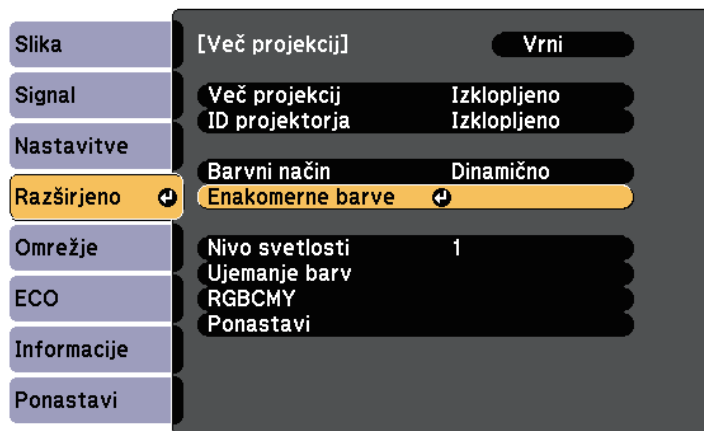 Slika
Signal
Nastavitve
Razširjeno
Omrežje
ECO
Informacije
Ponastavi
[Več projekcij] Vrni
Več projekcij Izklopljeno
ID projektorja Izklopljeno
Barvni način Dinamično
Enakomerne barve
Nivo svetlosti 1
Ujemanje barv
RGBCMY
Ponastavi